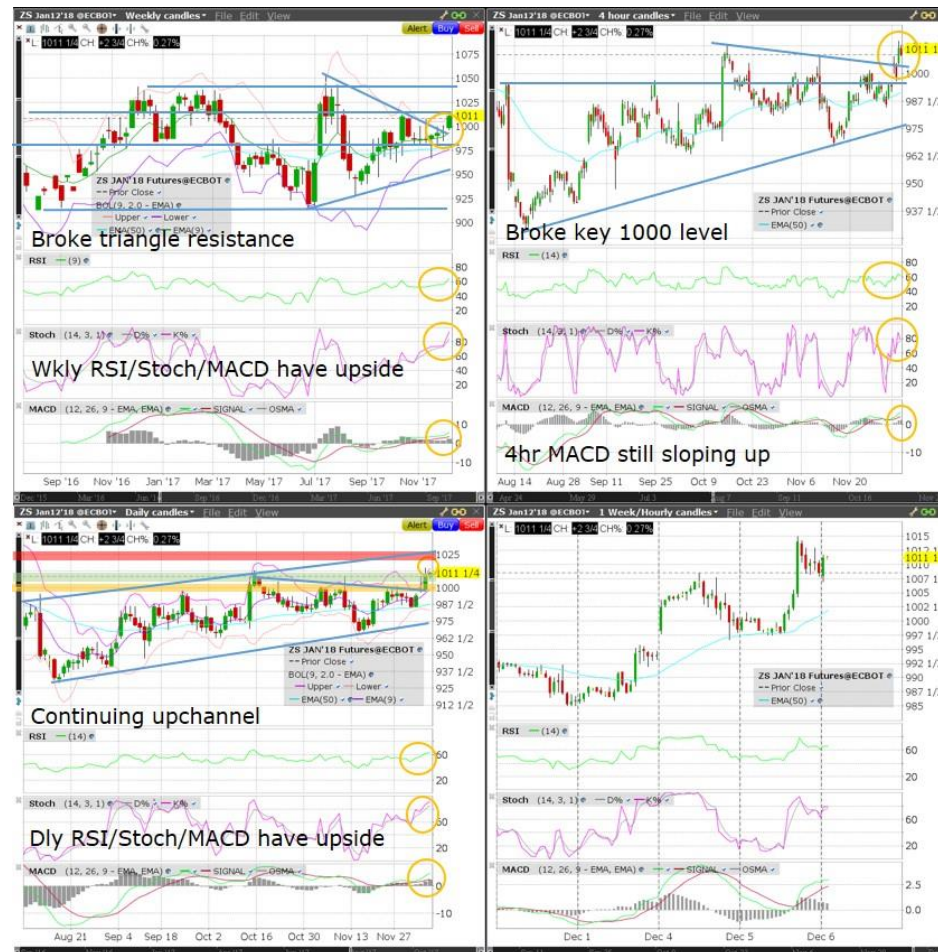 ZS Jan12'18 @ECBOT Weekly candles File Edit View
Alert Buy Sell
L: 1011 1/4 CH: +2 3/4 CH% 0.27%
1075
1050
1025
1011
1000
975
950
925
900
ZS JAN'18 Futures@ECBOT
Prior Close
BOL(9, 2.0 - EMA)
Upper Lower
EMA(50) EMA(9)
Broke triangle resistance
RSI (9)
80
60
40
20
Stoch (14, 3, 1) D% K%
80
60
40
20
Wkly RSI/Stoch/MACD have upside
MACD (12, 26, 9 - EMA, EMA) SIGNAL OSMA
10
0
-10
Sep '16 Nov '16 Jan '17 Mar '17 May '17 Jul '17 Sep '17 Nov '17
ZS Jan12'18 @ECBOT 4 hour candles File Edit View
L: 1011 1/4 CH: +2 3/4 CH% 0.27%
1011 1
1000
987 1/
975
962 1/
950
937 1/
ZS JAN'18 Futures@ECBOT
Prior Close
EMA(50)
Broke key 1000 level
RSI (14)
80
60
40
20
Stoch (14, 3, 1) D% K%
80
60
40
20
MACD (12, 26, 9 - EMA, EMA) SIGNAL OSMA
10
0
-10
4hr MACD still sloping up
Aug 14 Aug 28 Sep 11 Sep 25 Oct 9 Oct 23 Nov 6 Nov 20
ZS Jan12'18 @ECBOT Daily candles File Edit View
Alert Buy Sell
L: 1011 1/4 CH: +2 3/4 CH% 0.27%
1025
1011 1/4
1000
987 1/2
975
962 1/2
950
937 1/2
925
912 1/2
ZS JAN'18 Futures@ECBOT
Prior Close
BOL(9, 2.0 - EMA)
Upper Lower
EMA(50) EMA(9)
Continuing upchannel
RSI (14)
60
20
Stoch (14, 3, 1) D% K%
60
20
Dly RSI/Stoch/MACD have upside
MACD (12, 26, 9 - EMA, EMA) SIGNAL OSMA
0
-10
Aug 21 Sep 4 Sep 18 Oct 2 Oct 16 Oct 30 Nov 13 Nov 27
ZS Jan12'18 @ECBOT 1 Week/Hourly candles File Edit View
L: 1011 1/4 CH: +2 3/4 CH% 0.27%
1015
1011 1
1007
1005
1002
1000
997 1/
995
992 1/
990
987 1/
985
ZS JAN'18 Futures@ECBOT
Prior Close
EMA(50)
RSI (14)
80
60
40
20
Stoch (14, 3, 1) D% K%
80
60
40
20
MACD (12, 26, 9 - EMA, EMA) SIGNAL OSMA
2.5
0.0
Dec 1 Dec 4 Dec 5 Dec 6